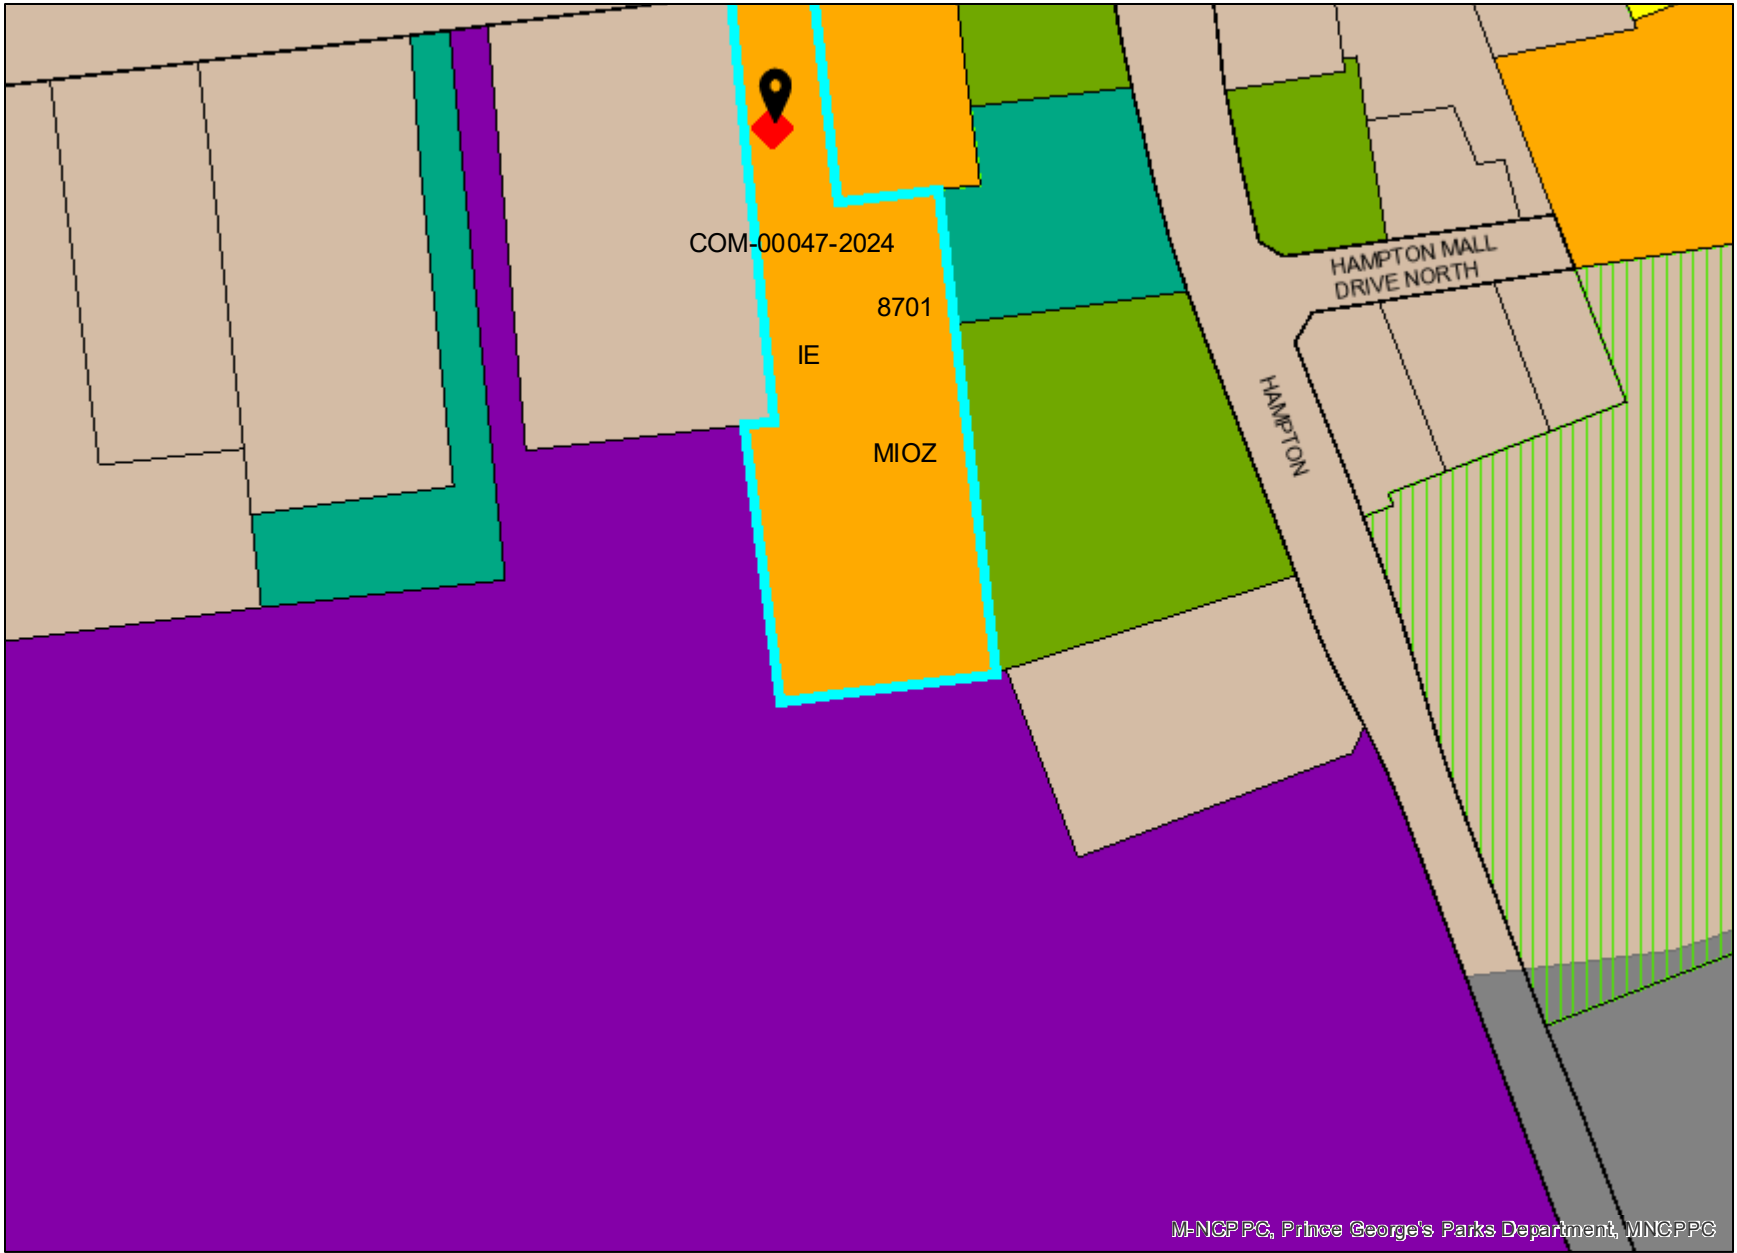 COM-00047-2024
HAMPTON MALL
DRIVE NORTH
8701
IE
HAMPTON
MIOZ
M-NCPPC, Prince George's Parks Department, MNCPPC